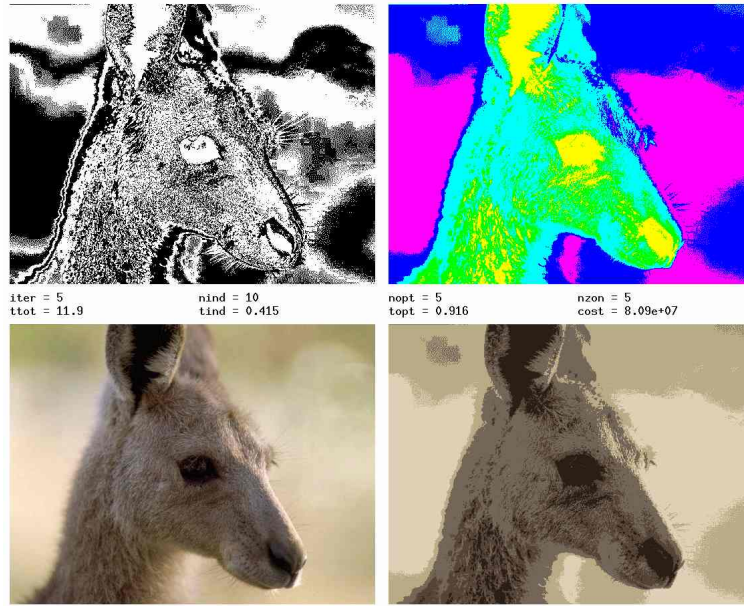 iter = 5 nind = 10 nopt = 5 nzon = 5
ttot = 11.9 tind = 0.415 topt = 0.916 cost = 8.09e+07